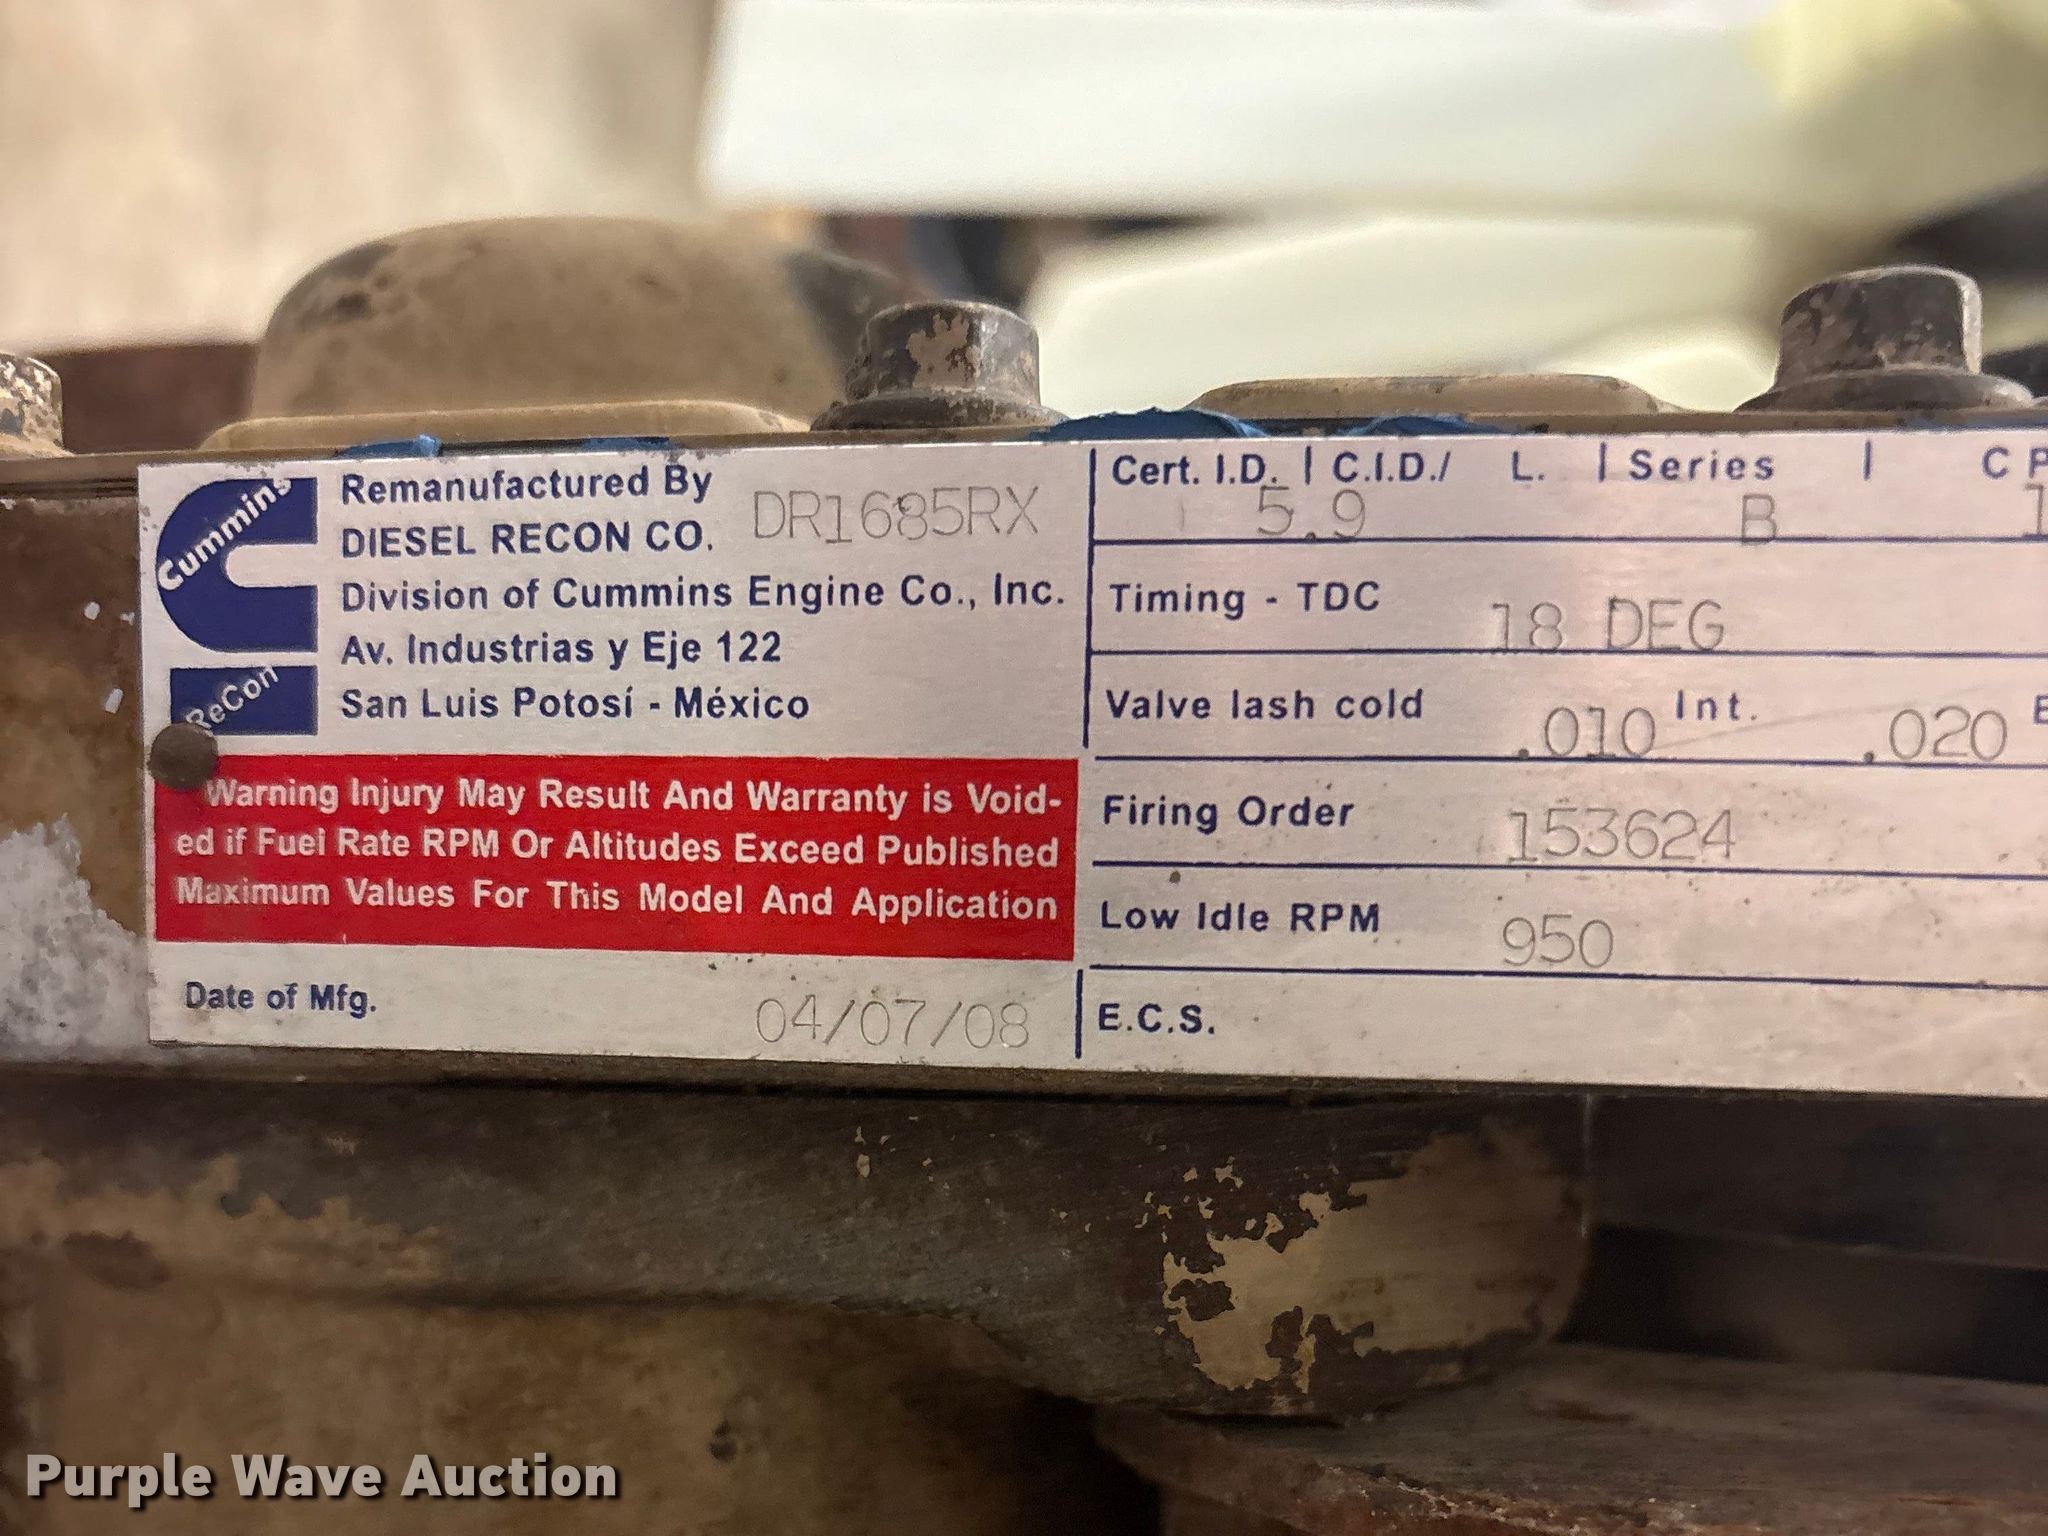 Cummins
ReCon
Remanufactured By
DIESEL RECON CO. DR1685RX
Division of Cummins Engine Co., Inc.
Av. Industrias y Eje 122
San Luis Potosí - México
Warning Injury May Result And Warranty is Void-
ed if Fuel Rate RPM Or Altitudes Exceed Published
Maximum Values For This Model And Application
Date of Mfg. 04/07/08
Cert. I.D. | C.I.D./ L. | Series | C P
5.9 B 1
Timing - TDC 18 DEG
Valve lash cold .010 Int. .020 E
Firing Order 153624
Low Idle RPM 950
E.C.S.
Purple Wave Auction